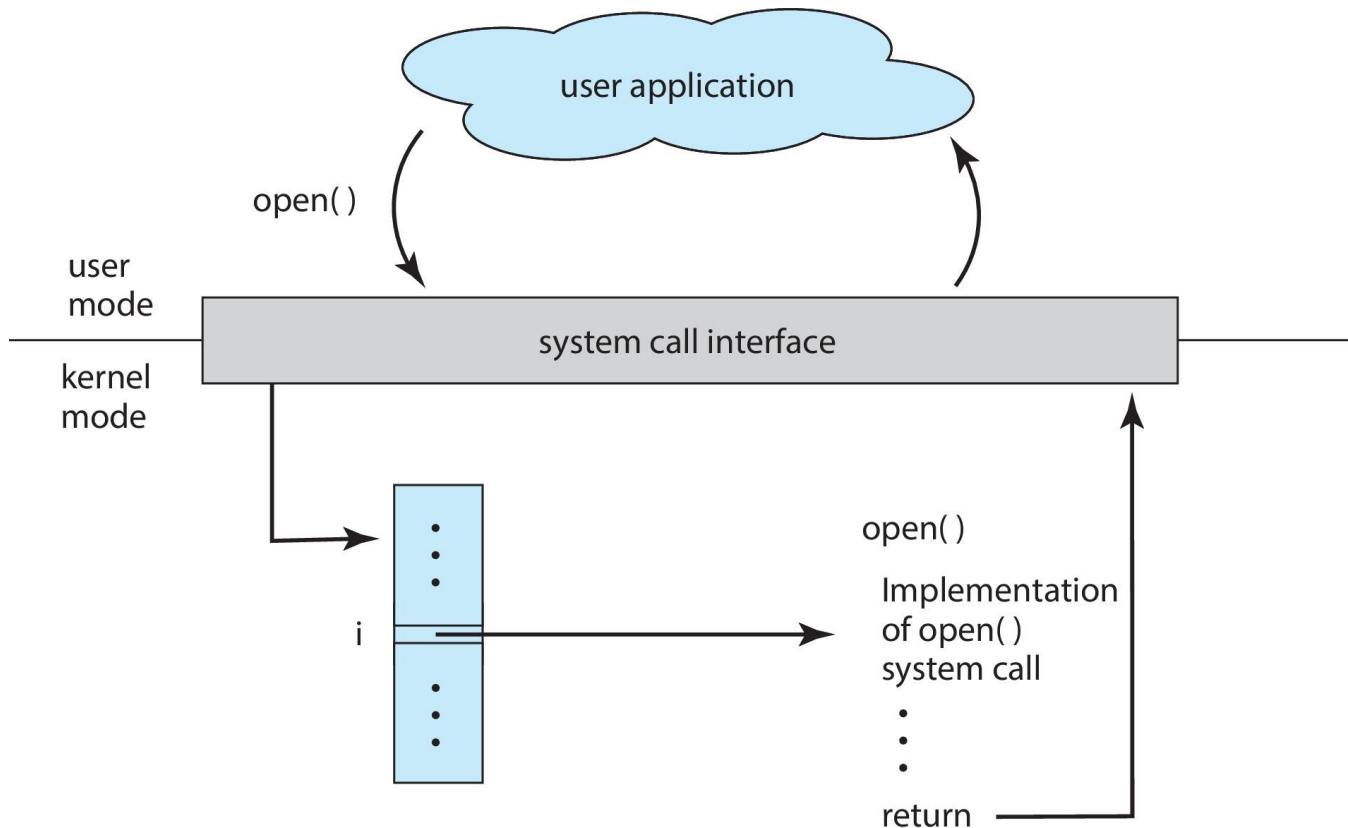 user application
open( )
user
mode
system call interface
kernel
mode
open( )
Implementation
of open( )
system call
i
return